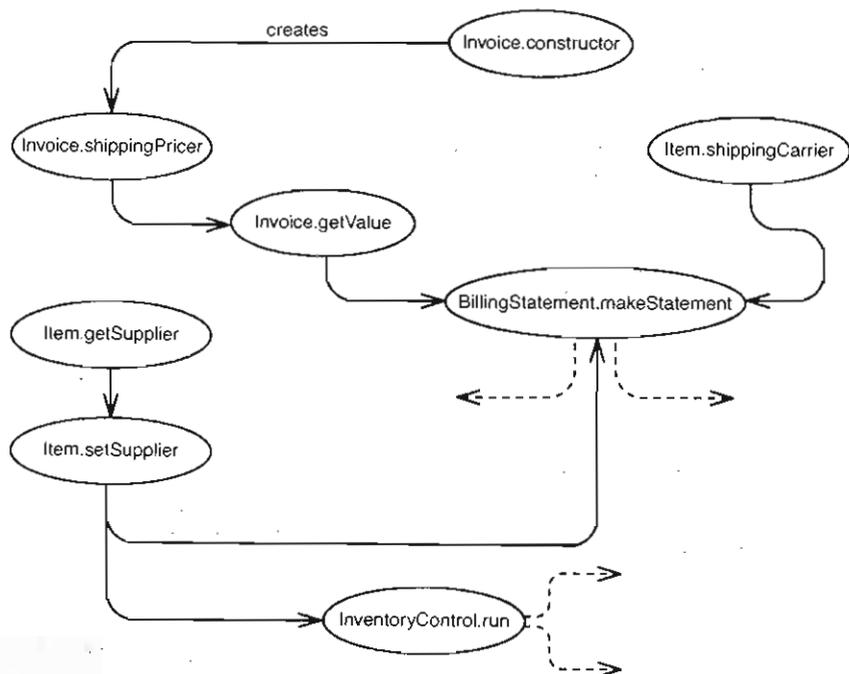 creates
Invoice.constructor
Invoice.shippingPricer
Item.shippingCarrier
Invoice.getValue
BillingStatement.makeStatement
Item.getSupplier
Item.setSupplier
InventoryControl.run